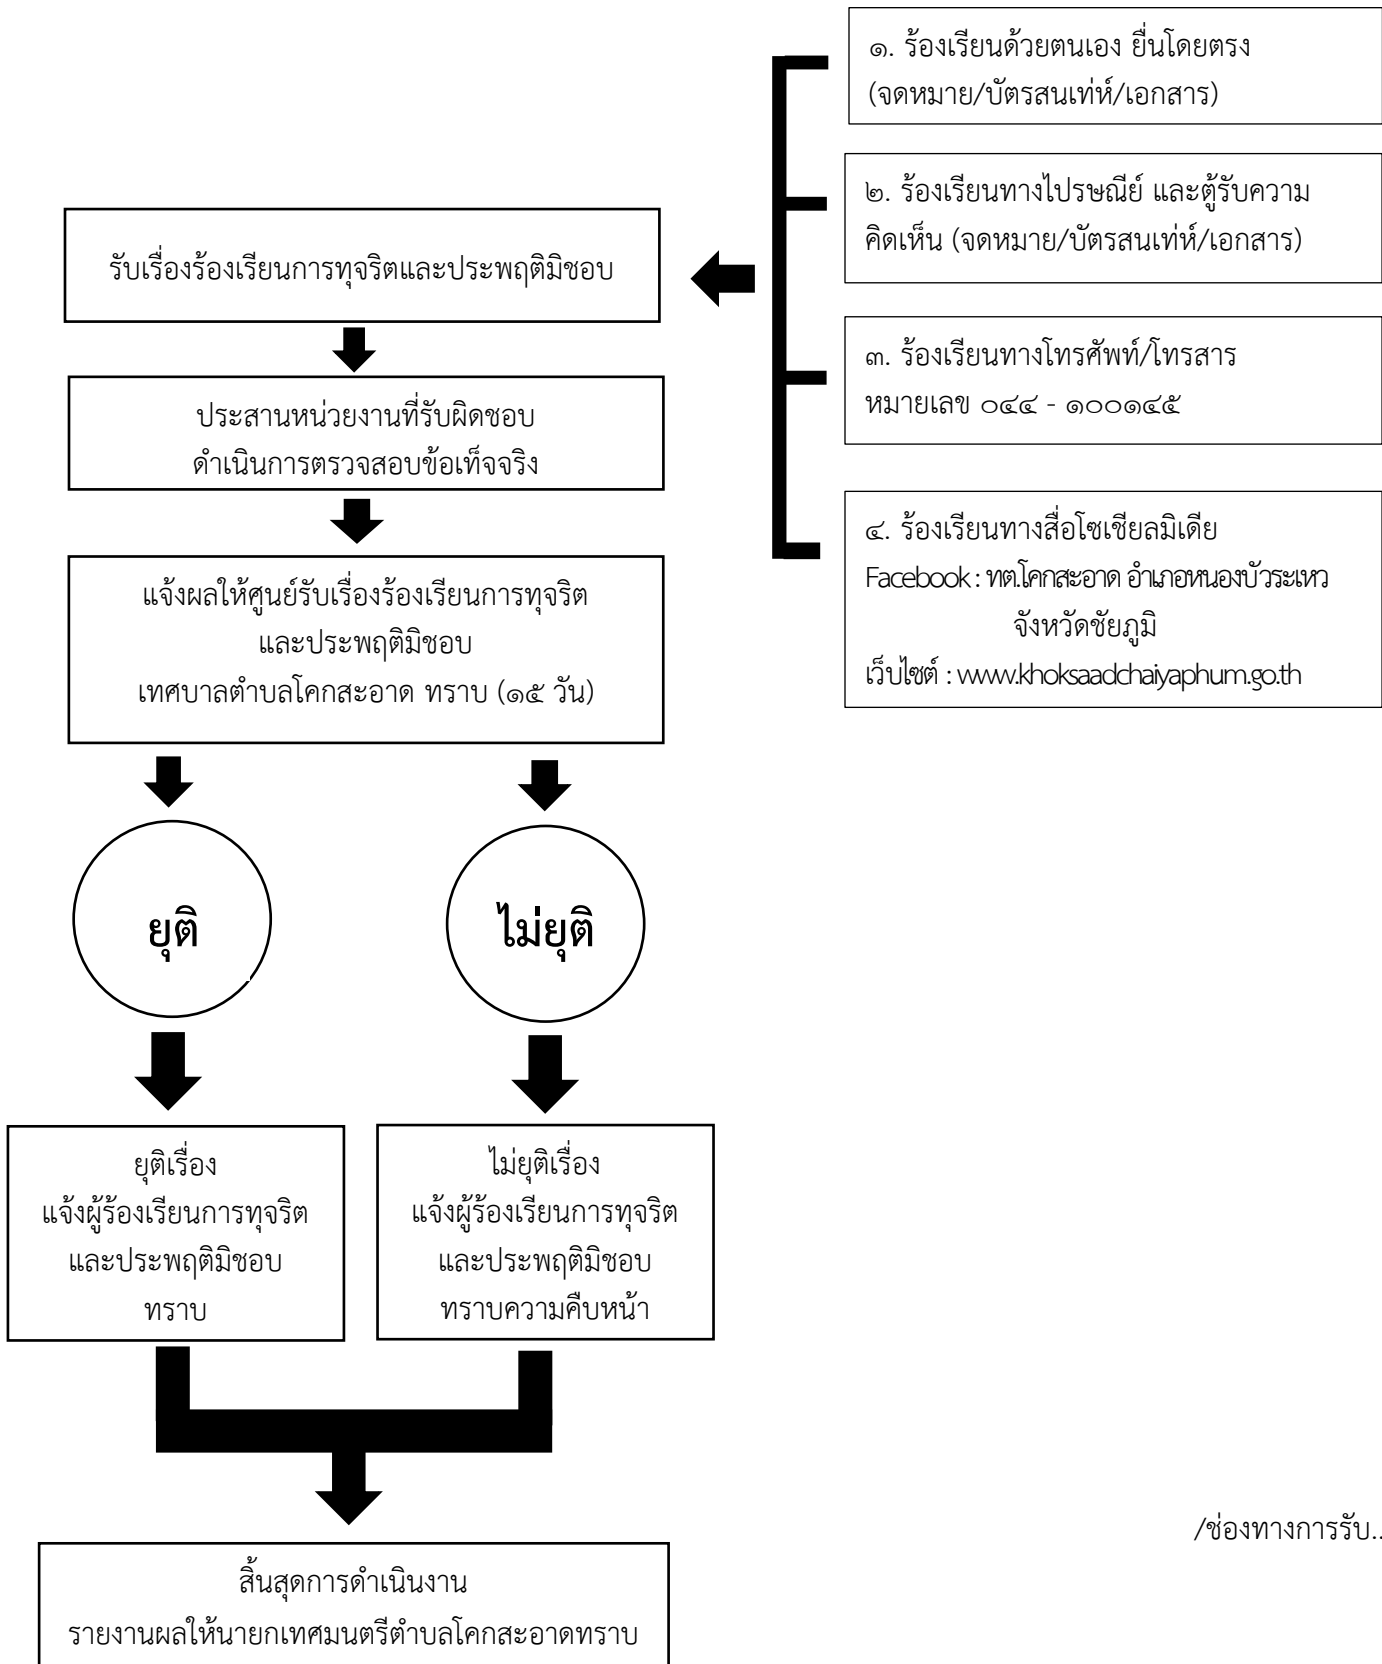 ๑. ร้องเรียนด้วยตนเอง ยื่นโดยตรง
(จดหมาย/บัตรสนเท่ห์/เอกสาร)
๒. ร้องเรียนทางไปรษณีย์ และตู้รับความ
คิดเห็น (จดหมาย/บัตรสนเท่ห์/เอกสาร)
๓. ร้องเรียนทางโทรศัพท์/โทรสาร
หมายเลข ๐๔๔ - ๑๐๐๑๔๕
๔. ร้องเรียนทางสื่อโซเชียลมิเดีย
Facebook : ทต.โคกสะอาด อำเภอหนองบัวระเหว
จังหวัดชัยภูมิ
เว็บไซต์ : www.khoksaadchaiyaphum.go.th
รับเรื่องร้องเรียนการทุจริตและประพฤติมิชอบ
ประสานหน่วยงานที่รับผิดชอบ
ดำเนินการตรวจสอบข้อเท็จจริง
แจ้งผลให้ศูนย์รับเรื่องร้องเรียนการทุจริต
และประพฤติมิชอบ
เทศบาลตำบลโคกสะอาด ทราบ (๑๕ วัน)
ยุติ
ไม่ยุติ
ยุติเรื่อง
แจ้งผู้ร้องเรียนการทุจริต
และประพฤติมิชอบ
ทราบ
ไม่ยุติเรื่อง
แจ้งผู้ร้องเรียนการทุจริต
และประพฤติมิชอบ
ทราบความคืบหน้า
สิ้นสุดการดำเนินงาน
รายงานผลให้นายกเทศมนตรีตำบลโคกสะอาดทราบ
/ช่องทางการรับ..